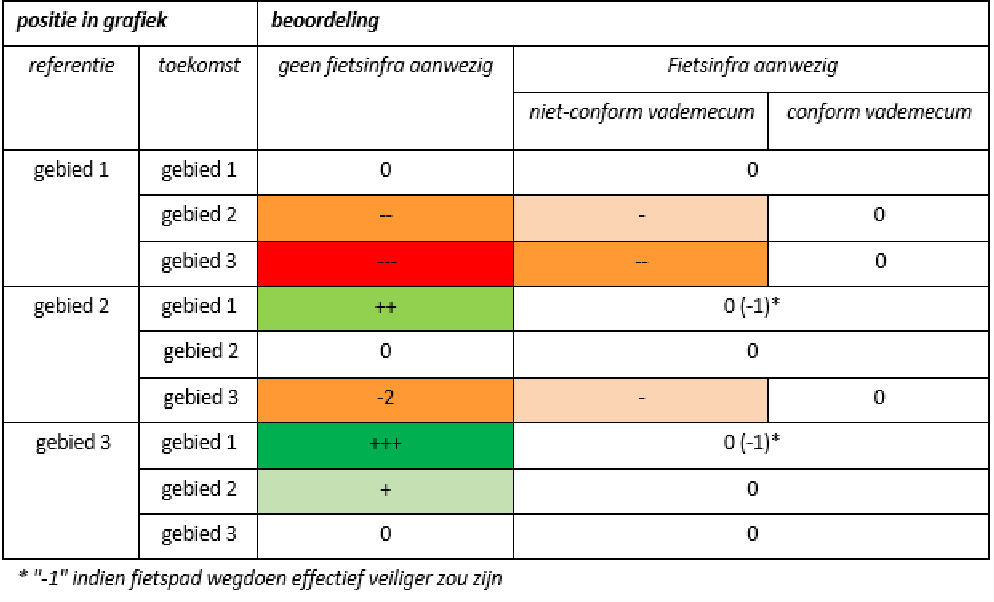 positie in grafiek beoordeling
referentie toekomst geen fietsinfra aanwezig Fietsinfra aanwezig
niet-conform vademecum conform vademecum
gebied 1 gebied 1 0 0
gebied 2 -- - 0
gebied 3 --- -- 0
gebied 2 gebied 1 ++ 0 (-1)*
gebied 2 0 0
gebied 3 -2 - 0
gebied 3 gebied 1 +++ 0 (-1)*
gebied 2 + 0
gebied 3 0 0
* "-1" indien fietspad wegdoen effectief veiliger zou zijn